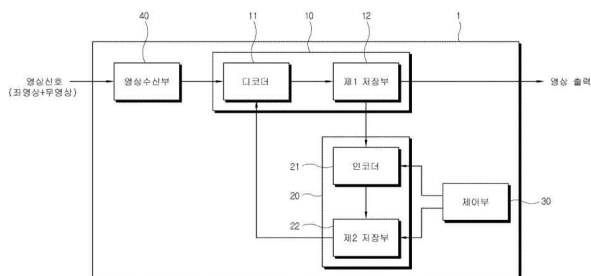 40
11
10
12
1
영상신호
(좌영상+우영상)
영상수신부
디코더
제1 저장부
영상 출력
21
인코더
20
제어부
30
22
제2 저장부